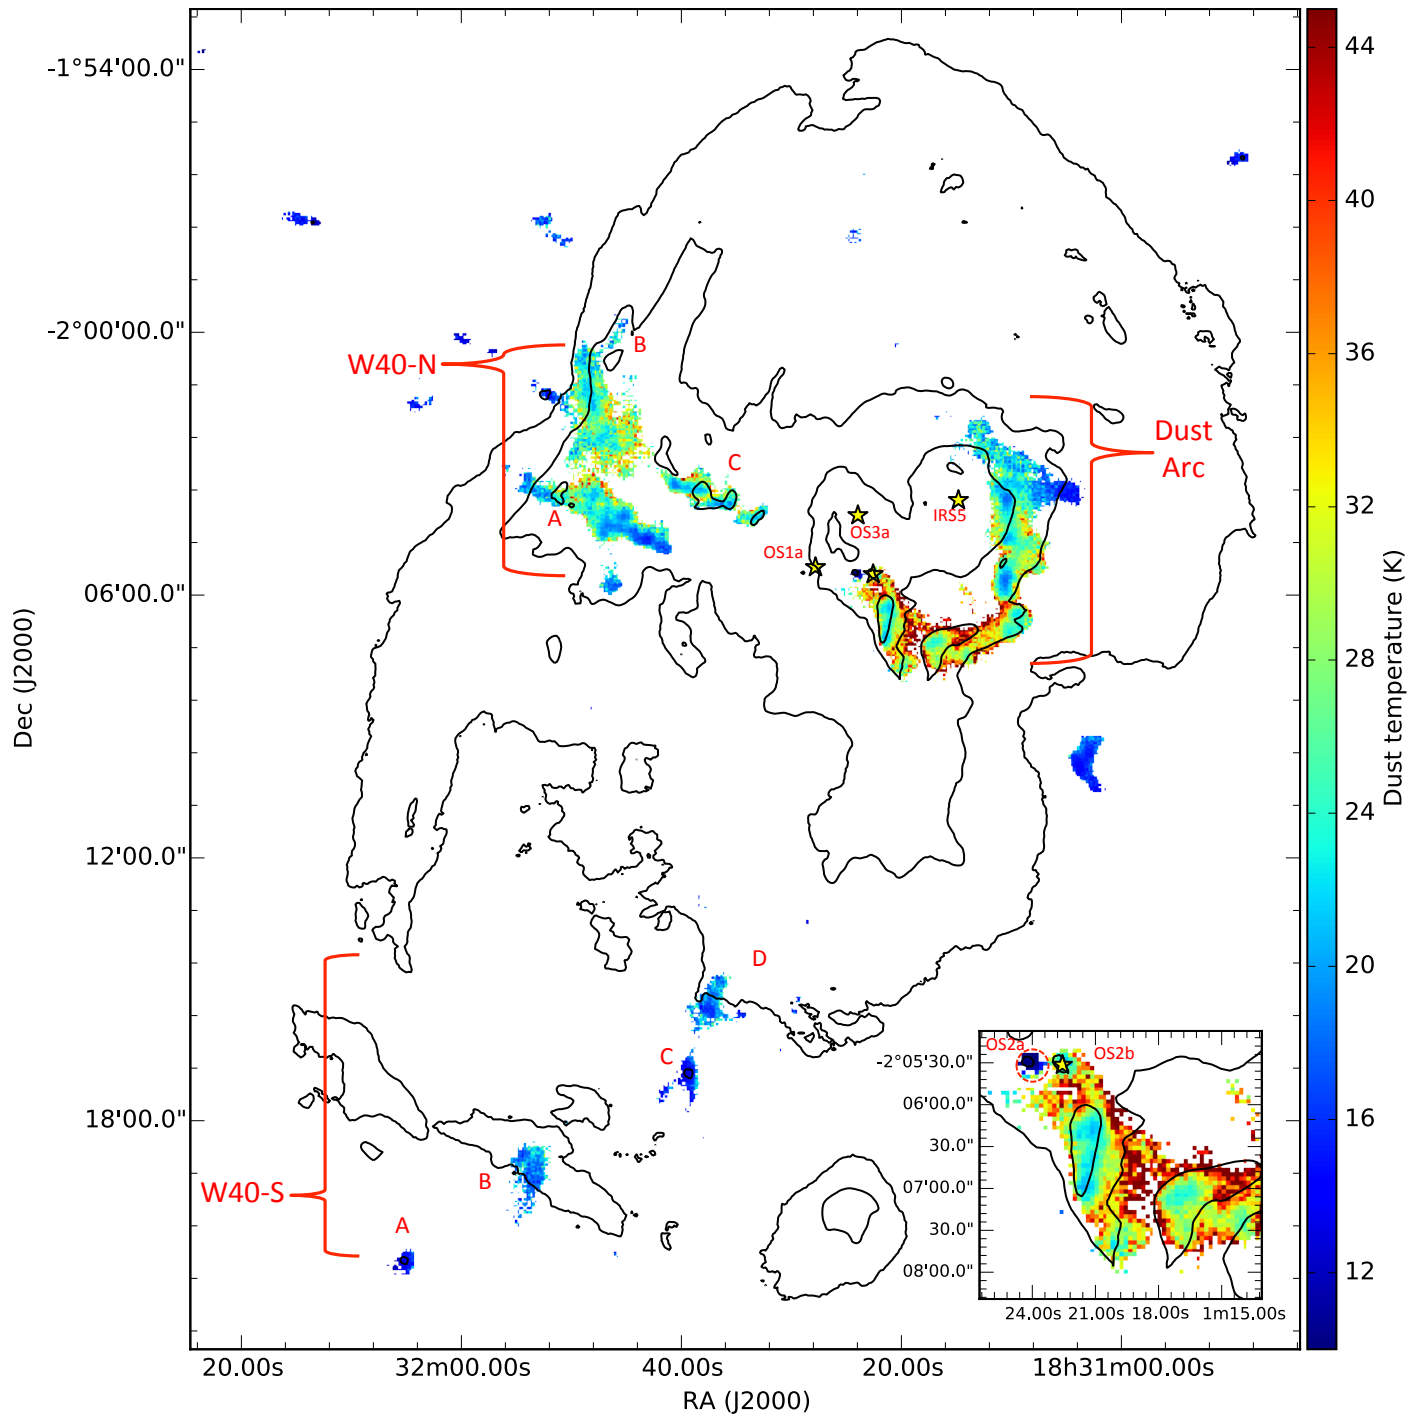 -1°54'00.0"
-2°00'00.0"
06'00.0"
12'00.0"
18'00.0"
Dec (J2000)
20.00s
32m00.00s
40.00s
20.00s
18h31m00.00s
RA (J2000)
W40-N
B
C
A
Dust
Arc
IRS5
OS3a
OS1a
D
C
B
W40-S
A
OS2a
OS2b
-2°05'30.0"
06'00.0"
30.0"
07'00.0"
30.0"
08'00.0"
24.00s
21.00s
18.00s
1m15.00s
44
40
36
32
28
24
20
16
12
Dust temperature (K)